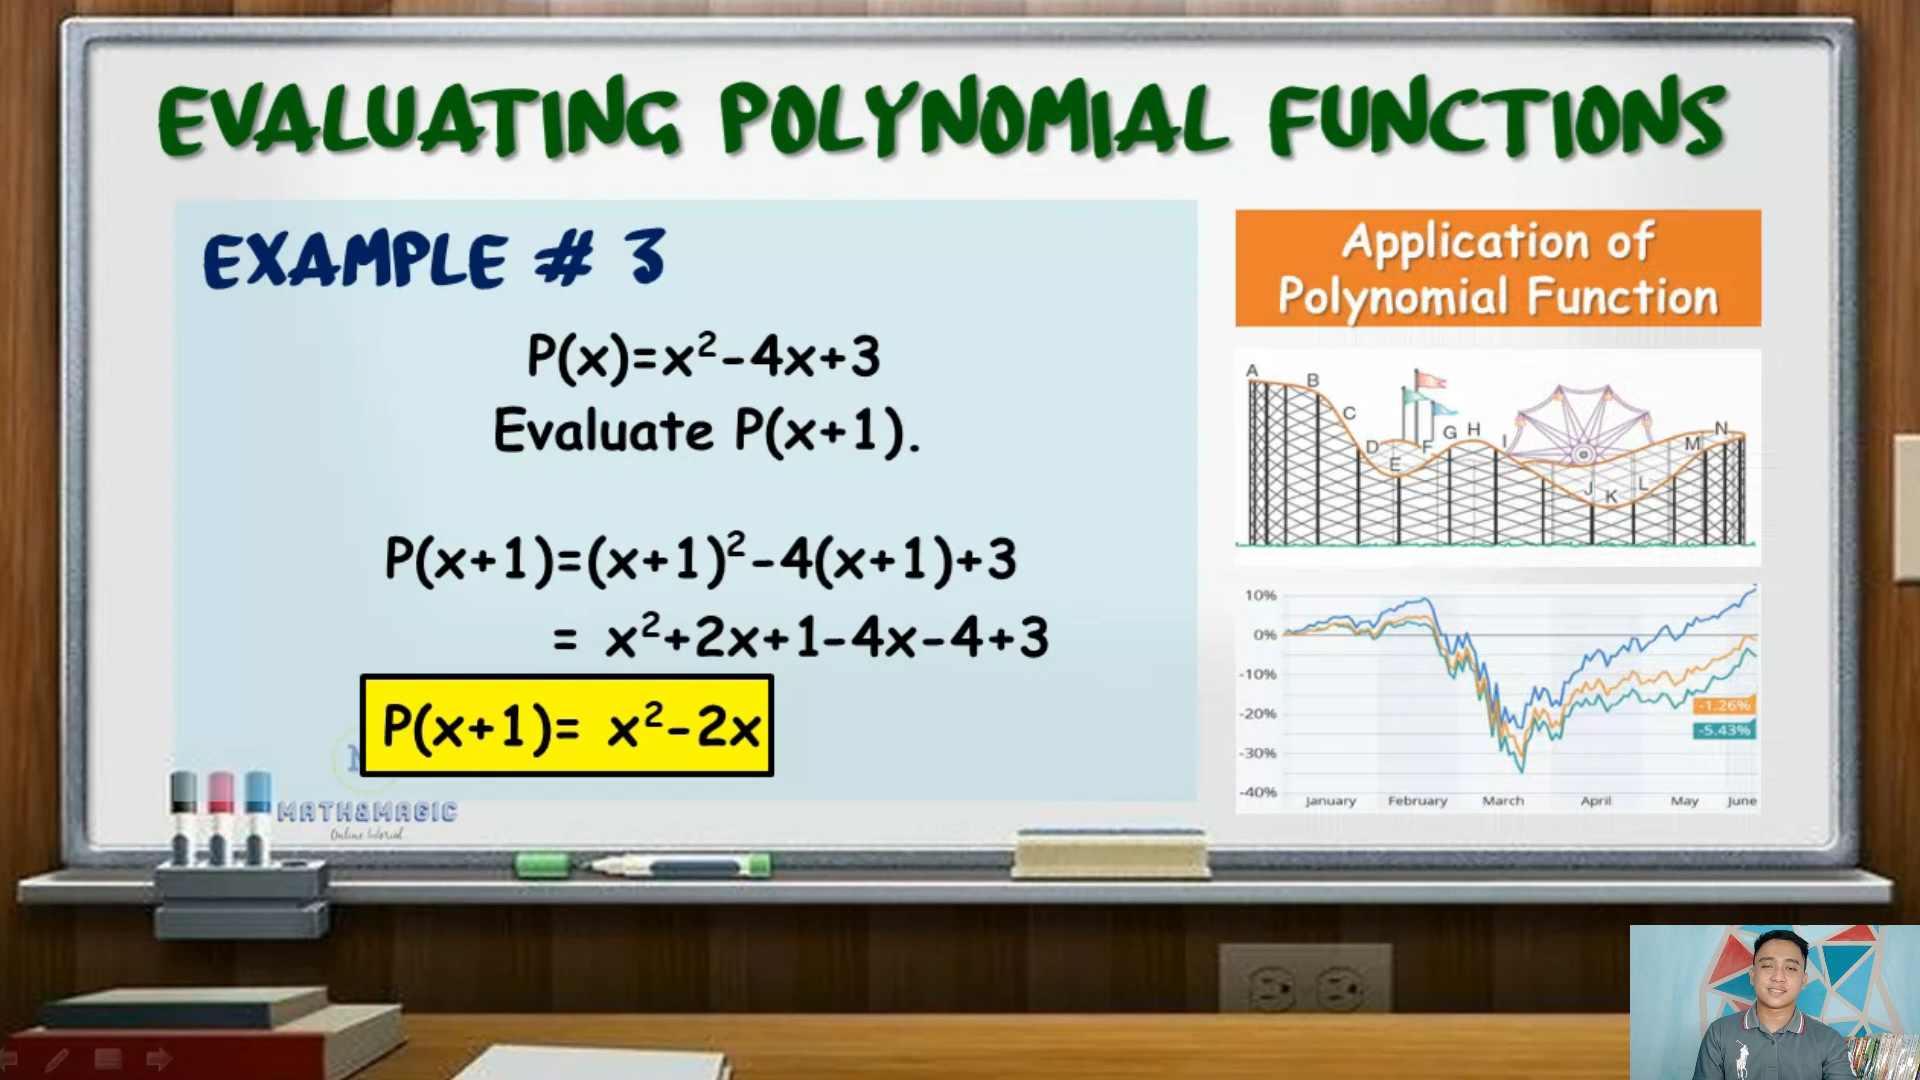 EVALUATING POLYNOMIAL FUNCTIONS
EXAMPLE # 3
P(x)=x²-4x+3
Evaluate P(x+1).
P(x+1)=(x+1)²-4(x+1)+3
= x²+2x+1-4x-4+3
P(x+1)= x²-2x
MATH&MAGIC
Online tutorial
Application of
Polynomial Function
A
B
C
D
E
F
G
H
I
J
K
L
M
N
10%
0%
-10%
-20%
-30%
-40%
-1.26%
-5.43%
January February March April May June